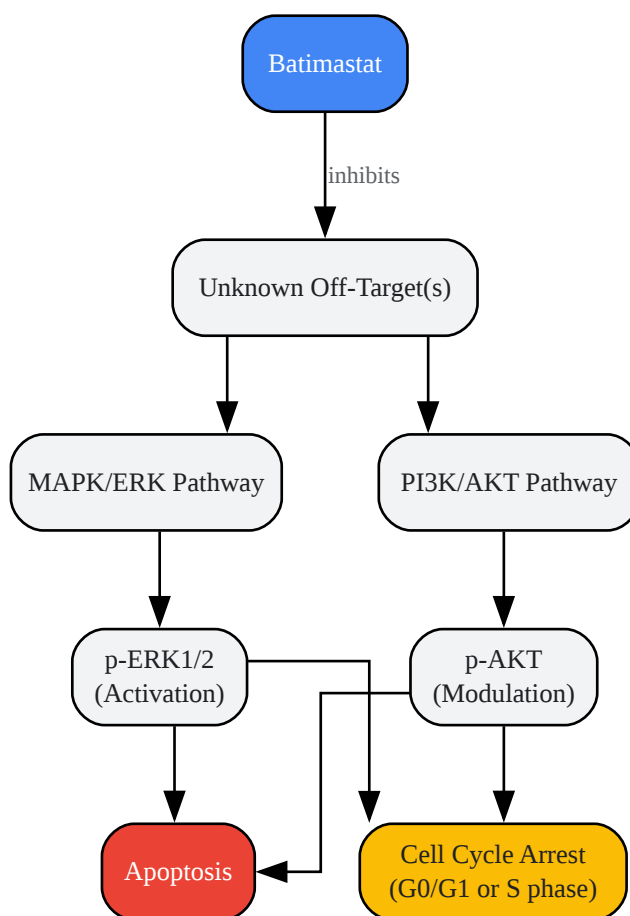 Batimastat
inhibits
Unknown Off-Target(s)
MAPK/ERK Pathway
PI3K/AKT Pathway
p-ERK1/2
(Activation)
p-AKT
(Modulation)
Apoptosis
Cell Cycle Arrest
(G0/G1 or S phase)